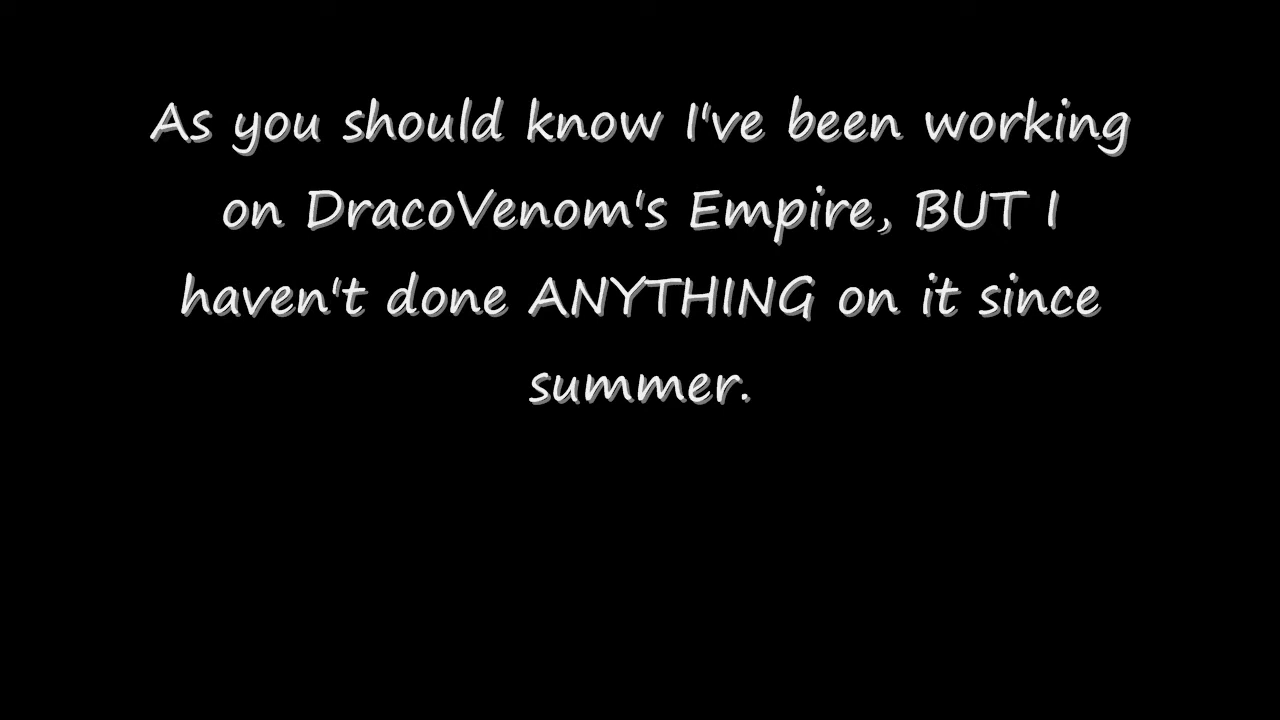 As you should know I've been working
on DracoVenom's Empire, BUT I
haven't done ANYTHING on it since
summer.